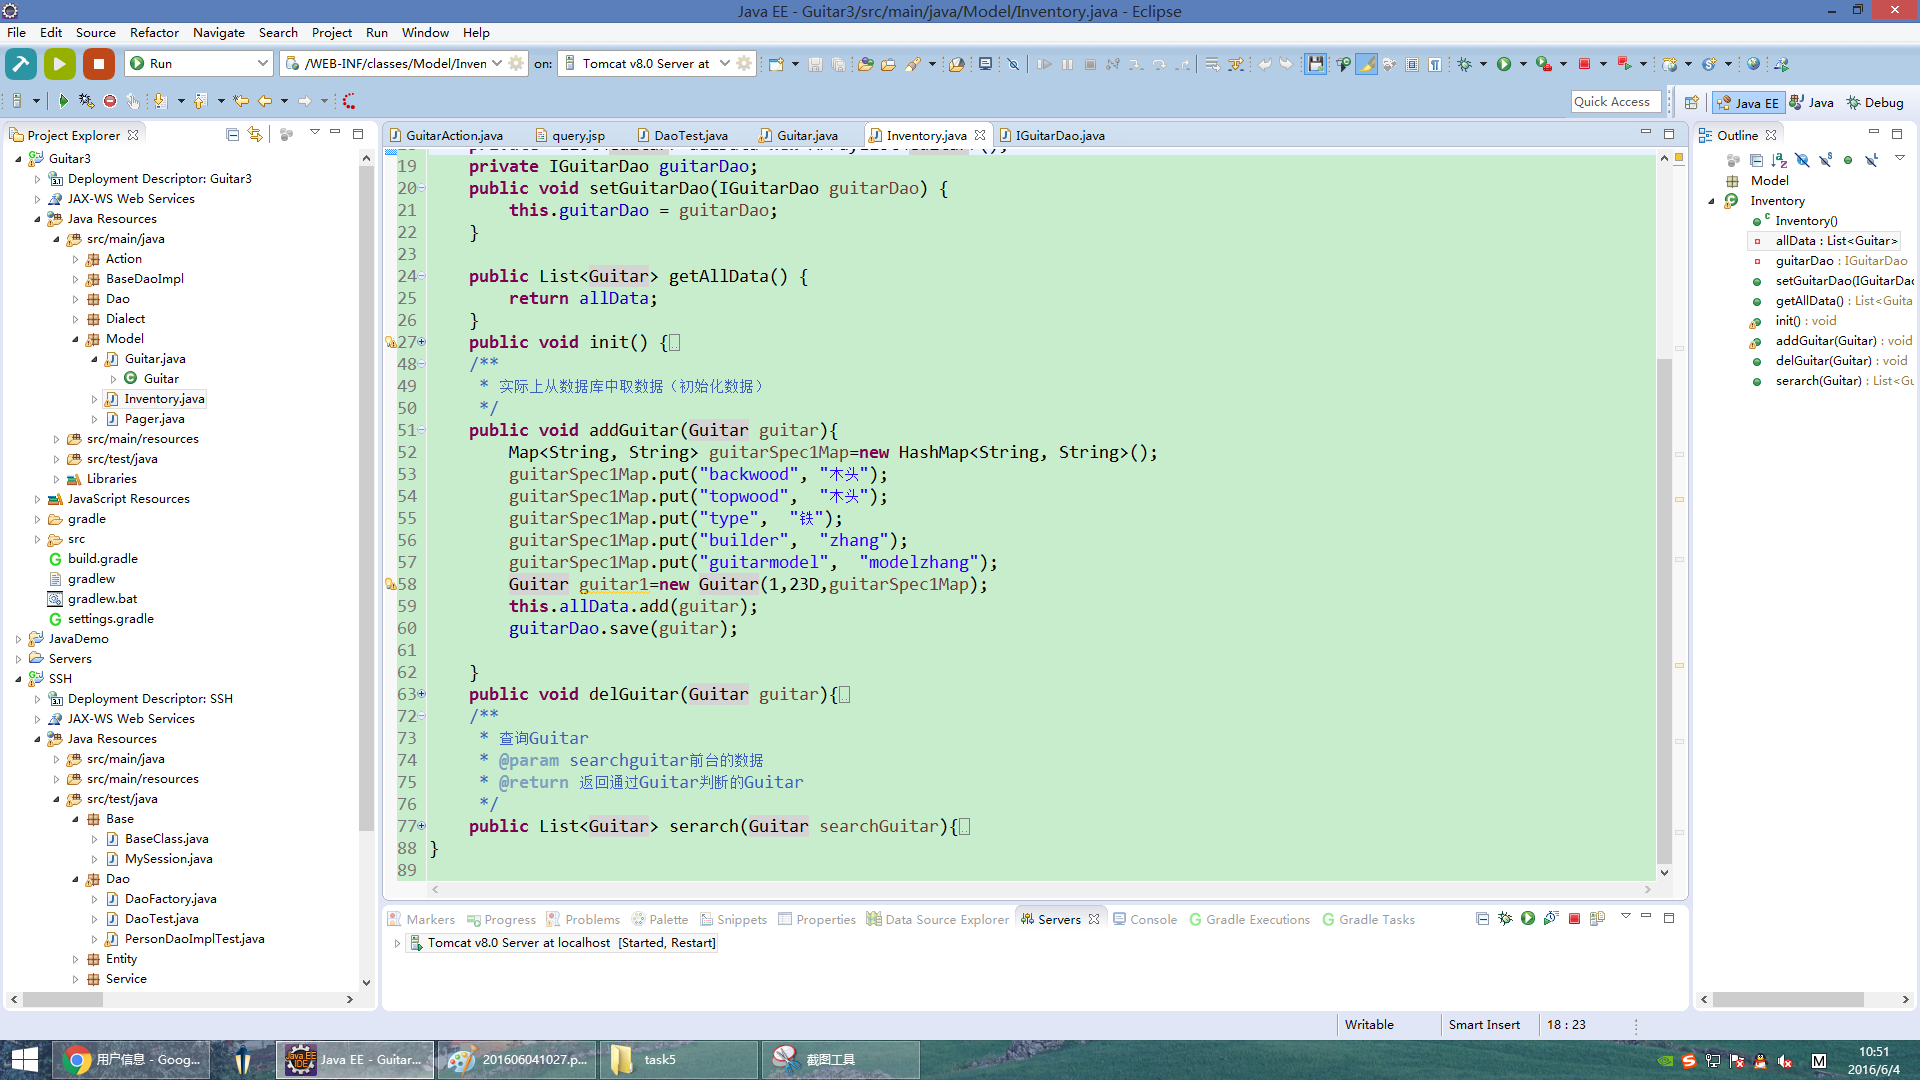 Java EE - Guitar3/src/main/java/Model/Inventory.java - Eclipse
File Edit Source Refactor Navigate Search Project Run Window Help
Run /WEB-INF/classes/Model/Inven on: Tomcat v8.0 Server at
Quick Access Java EE Java Debug
Project Explorer
Guitar3
Deployment Descriptor: Guitar3
JAX-WS Web Services
Java Resources
src/main/java
Action
BaseDaoImpl
Dao
Dialect
Model
Guitar.java
Guitar
Inventory.java
Pager.java
src/main/resources
src/test/java
Libraries
JavaScript Resources
gradle
src
build.gradle
gradlew
gradlew.bat
settings.gradle
JavaDemo
Servers
SSH
Deployment Descriptor: SSH
JAX-WS Web Services
Java Resources
src/main/java
src/main/resources
src/test/java
Base
BaseClass.java
MySession.java
Dao
DaoFactory.java
DaoTest.java
PersonDaoImplTest.java
Entity
Service
GuitarAction.java query.jsp DaoTest.java Guitar.java Inventory.java IGuitarDao.java
19 private IGuitarDao guitarDao;
20 public void setGuitarDao(IGuitarDao guitarDao) {
21 this.guitarDao = guitarDao;
22 }
23
24 public List<Guitar> getAllData() {
25 return allData;
26 }
27 public void init() {
48 /**
49 * 实际上从数据库中取数据（初始化数据）
50 */
51 public void addGuitar(Guitar guitar){
52 Map<String, String> guitarSpec1Map=new HashMap<String, String>();
53 guitarSpec1Map.put("backwood", "木头");
54 guitarSpec1Map.put("topwood", "木头");
55 guitarSpec1Map.put("type", "铁");
56 guitarSpec1Map.put("builder", "zhang");
57 guitarSpec1Map.put("guitarmodel", "modelzhang");
58 Guitar guitar1=new Guitar(1,23D,guitarSpec1Map);
59 this.allData.add(guitar);
60 guitarDao.save(guitar);
61
62 }
63 public void delGuitar(Guitar guitar){
72 /**
73 * 查询Guitar
74 * @param searchguitar前台的数据
75 * @return 返回通过Guitar判断的Guitar
76 */
77 public List<Guitar> serarch(Guitar searchGuitar){
88 }
89
Outline
Model
Inventory
Inventory()
allData : List<Guitar>
guitarDao : IGuitarDao
setGuitarDao(IGuitarDao
getAllData() : List<Guita
init() : void
addGuitar(Guitar) : void
delGuitar(Guitar) : void
serarch(Guitar) : List<Gu
Markers Progress Problems Palette Snippets Properties Data Source Explorer Servers Console Gradle Executions Gradle Tasks
Tomcat v8.0 Server at localhost [Started, Restart]
Writable Smart Insert 18 : 23
用户信息 - Goog... Java EE - Guitar... 201606041027.p... task5 截图工具
M
10:51
2016/6/4